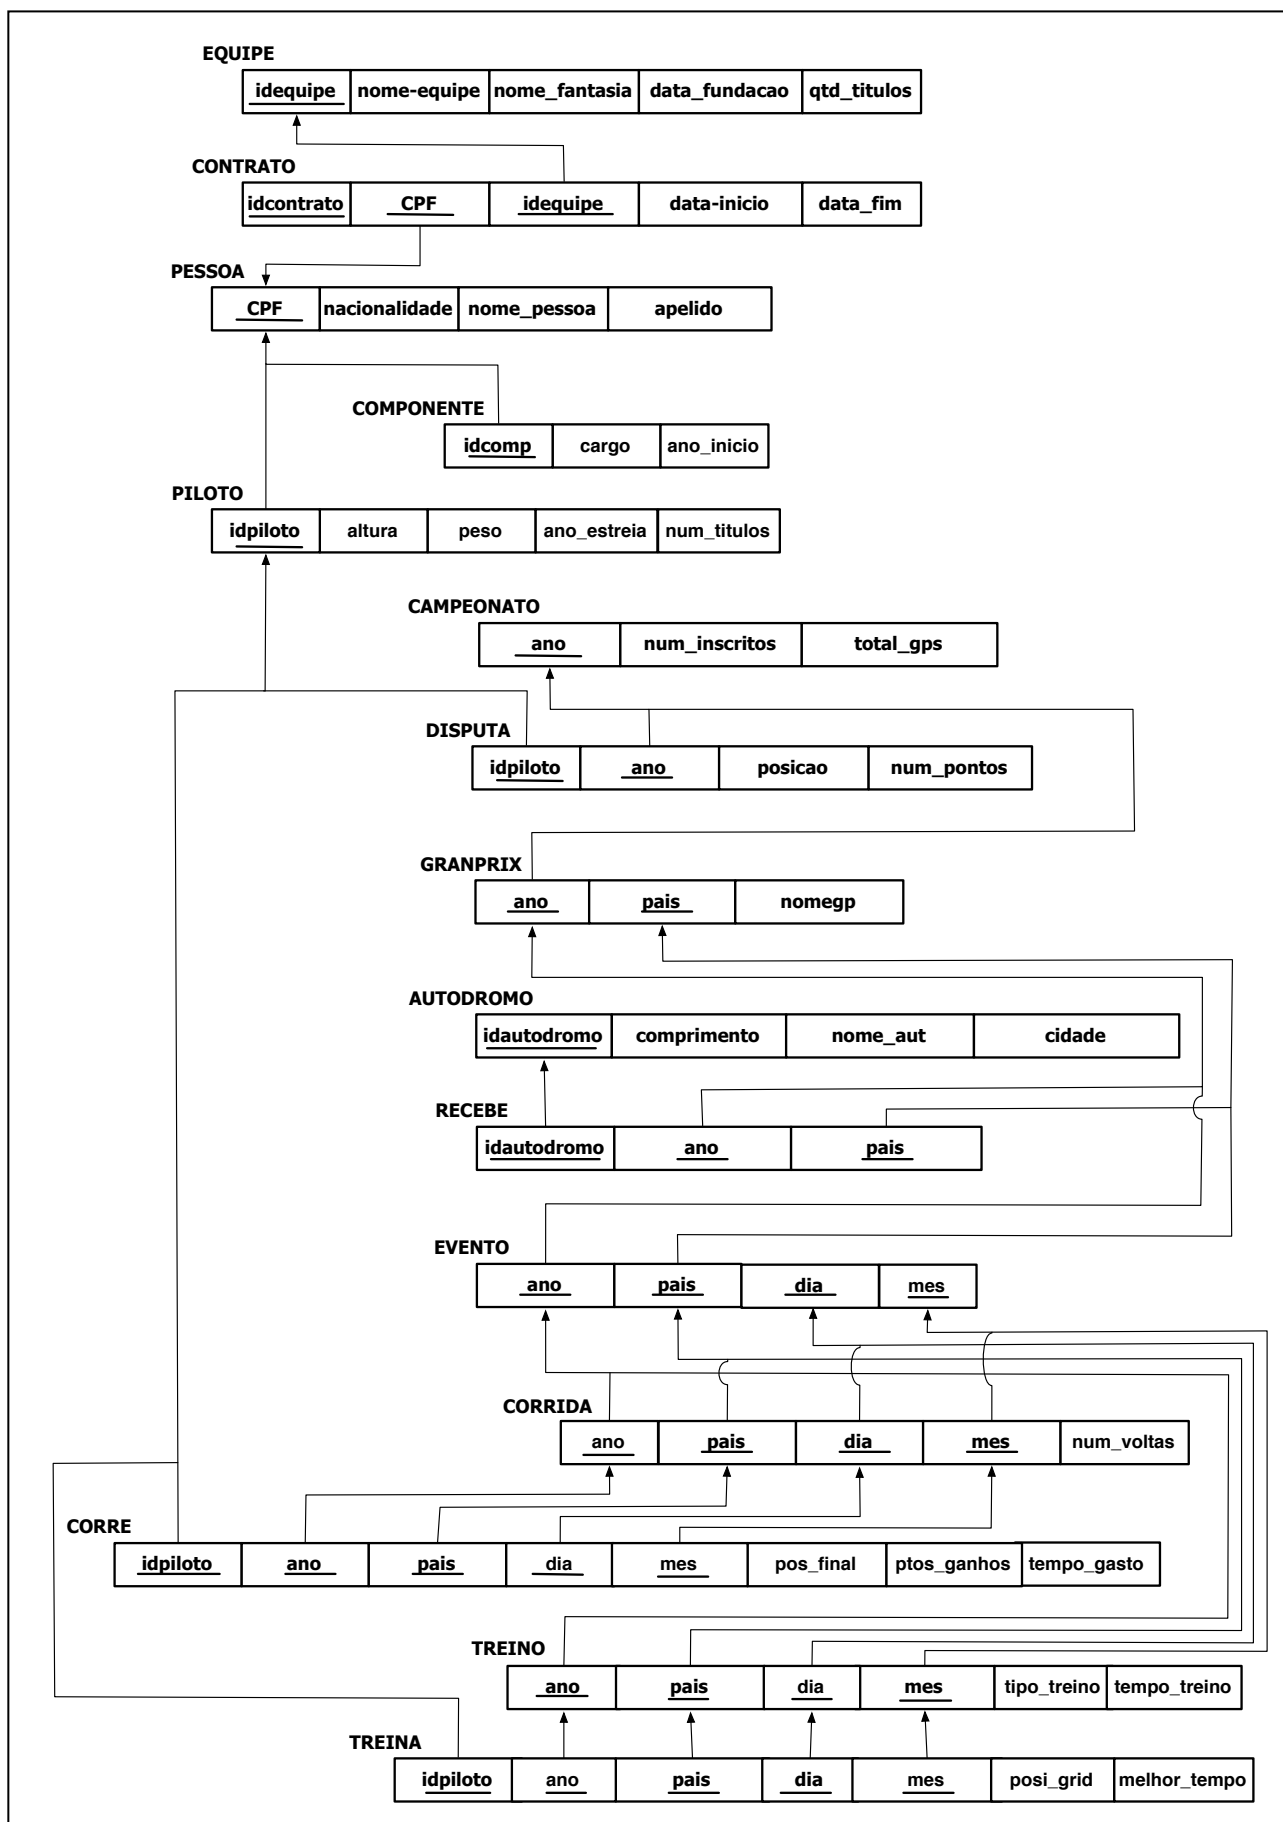 EQUIPE
idequipe nome-equipe nome_fantasia data_fundacao qtd_titulos
CONTRATO
idcontrato CPF idequipe data-inicio data_fim
PESSOA
CPF nacionalidade nome_pessoa apelido
COMPONENTE
idcomp cargo ano_inicio
PILOTO
idpiloto altura peso ano_estreia num_titulos
CAMPEONATO
ano num_inscritos total_gps
DISPUTA
idpiloto ano posicao num_pontos
GRANPRIX
ano pais nomegp
AUTODROMO
idautodromo comprimento nome_aut cidade
RECEBE
idautodromo ano pais
EVENTO
ano pais dia mes
CORRIDA
ano pais dia mes num_voltas
CORRE
idpiloto ano pais dia mes pos_final ptos_ganhos tempo_gasto
TREINO
ano pais dia mes tipo_treino tempo_treino
TREINA
idpiloto ano pais dia mes posi_grid melhor_tempo